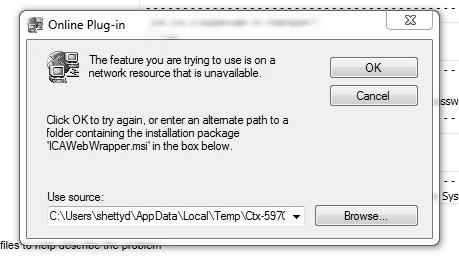 Online Plug-in
The feature you are trying to use is on a
network resource that is unavailable.
OK
Cancel
Click OK to try again, or enter an alternate path to a
folder containing the installation package
'ICAWebWrapper.msi' in the box below.
Use source:
C:\Users\shettyd\AppData\Local\Temp\Ctx-597(
Browse...
ssw
Sys
files to help describe the problem